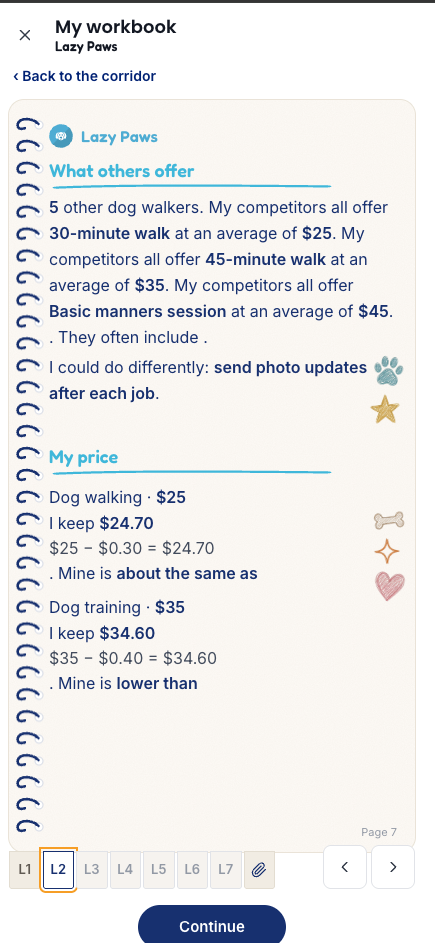 My workbook
Lazy Paws
‹ Back to the corridor
Lazy Paws
What others offer
5 other dog walkers. My competitors all offer
30-minute walk at an average of $25. My
competitors all offer 45-minute walk at an
average of $35. My competitors all offer
Basic manners session at an average of $45.
. They often include .
I could do differently: send photo updates
after each job.
My price
Dog walking · $25
I keep $24.70
$25 − $0.30 = $24.70
. Mine is about the same as
Dog training · $35
I keep $34.60
$35 − $0.40 = $34.60
. Mine is lower than
Page 7
L1 L2 L3 L4 L5 L6 L7
Continue